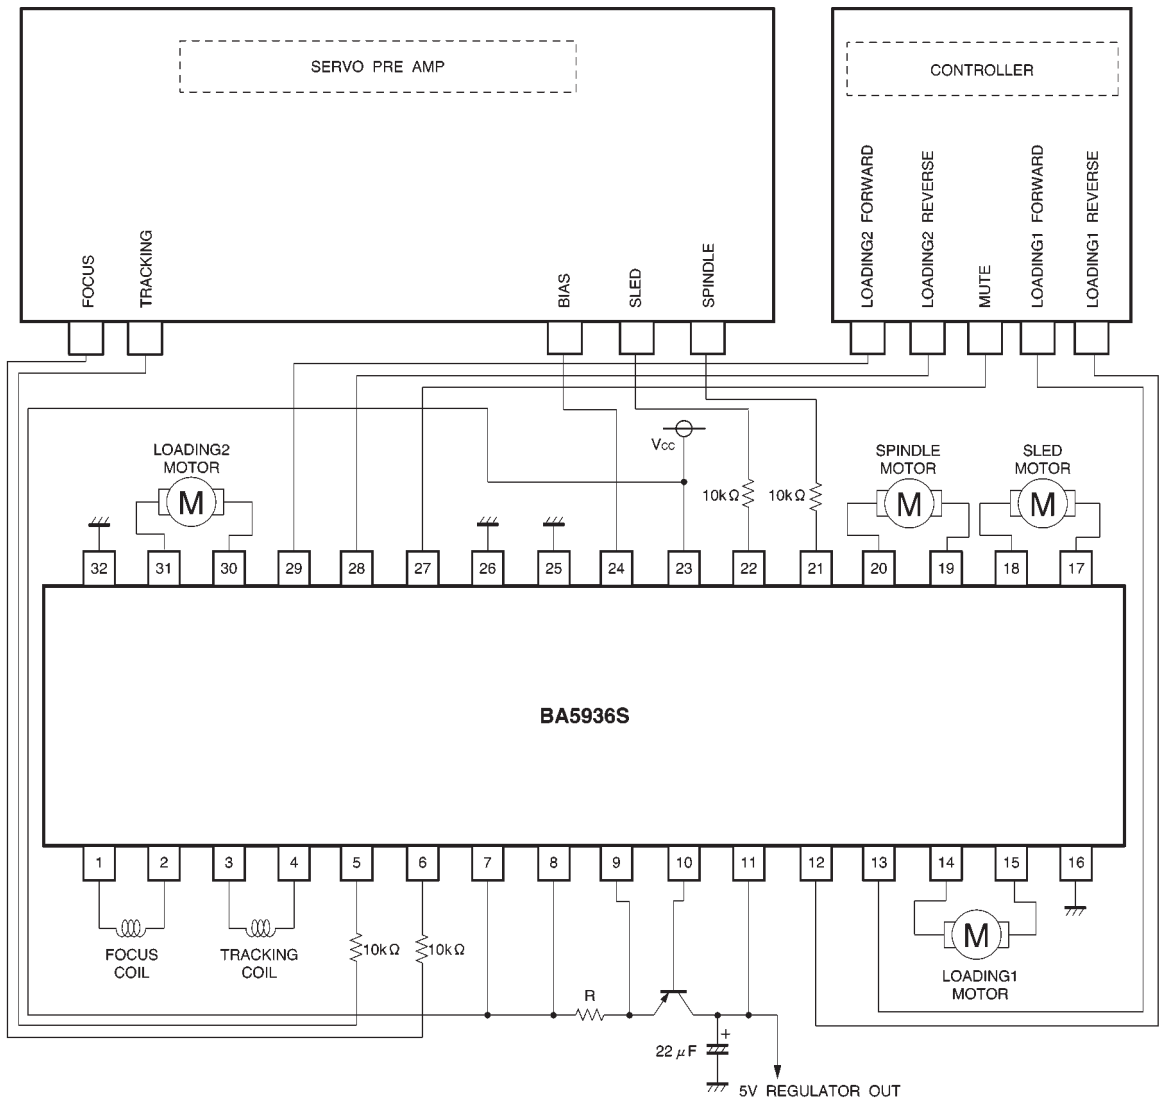 SERVO PRE AMP
CONTROLLER
FOCUS
TRACKING
BIAS
SLED
SPINDLE
LOADING2 FORWARD
LOADING2 REVERSE
MUTE
LOADING1 FORWARD
LOADING1 REVERSE
LOADING2
MOTOR
M
VCC
10kΩ
10kΩ
SPINDLE
MOTOR
M
SLED
MOTOR
M
32
31
30
29
28
27
26
25
24
23
22
21
20
19
18
17
BA5936S
1
2
3
4
5
6
7
8
9
10
11
12
13
14
15
16
FOCUS
COIL
TRACKING
COIL
10kΩ
10kΩ
R
M
LOADING1
MOTOR
+
22 μF
5V REGULATOR OUT